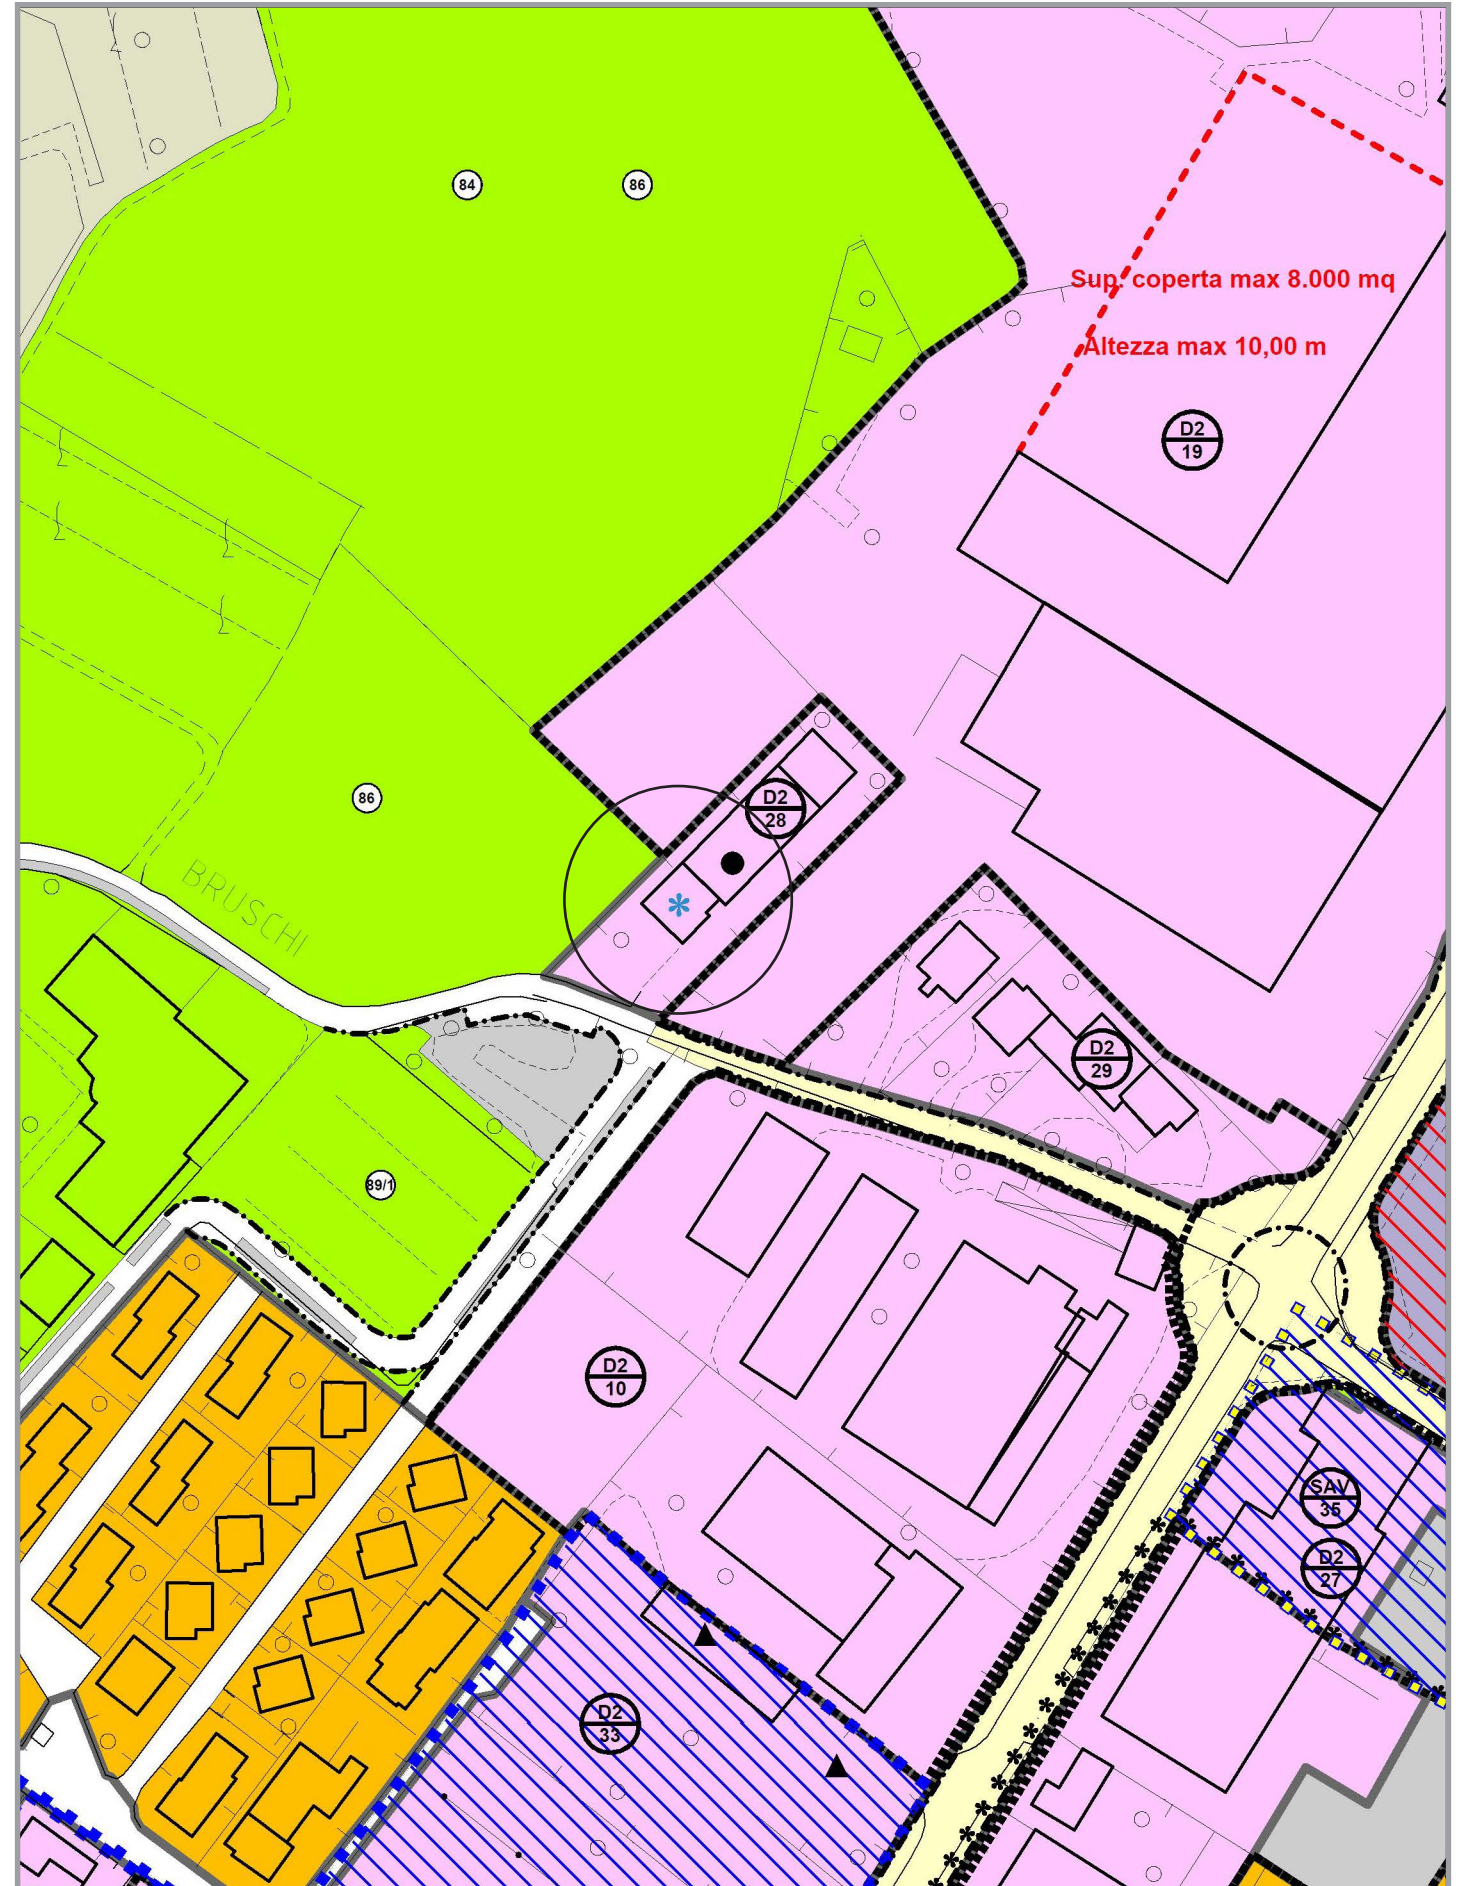 84
86
Sup. coperta max 8.000 mq
Altezza max 10,00 m
D2
19
86
D2
28
BRUSCHI
D2
29
89/1
D2
10
SAV
35
D2
27
D2
33